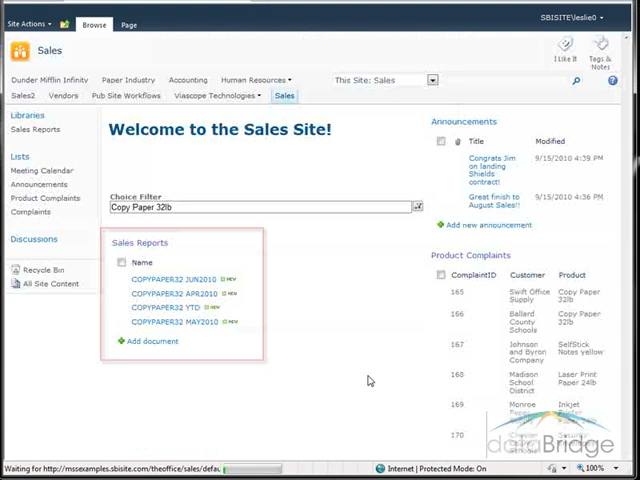 SBISITE\leslie0
Site Actions
Browse
Page
Sales
I Like It
Tags & Notes
Dunder Mifflin Infinity
Paper Industry
Accounting
Human Resources
This Site: Sales
Sales2
Vendors
Pub Site Workflows
Viascope Technologies
Sales
Libraries
Sales Reports
Lists
Meeting Calendar
Announcements
Product Complaints
Complaints
Discussions
Recycle Bin
All Site Content
Welcome to the Sales Site!
Choice Filter
Copy Paper 32lb
Sales Reports
Name
COPYPAPER32 JUN2010 NEW
COPYPAPER32 APR2010 NEW
COPYPAPER32 YTD NEW
COPYPAPER32 MAY2010 NEW
Add document
Announcements
Title Modified
Congrats Jim 9/15/2010 4:39 PM
on landing
Shields
contract!
Great finish to 9/15/2010 4:36 PM
August Sales!!
Add new announcement
Product Complaints
ComplaintID Customer Product
165 Swift Office Copy Paper
Supply 32lb
166 Ballard Copy Paper
County 32lb
Schools
167 Johnson SelfStick
and Byron Notes yellow
Company
168 Madison Laser Print
School Paper 24lb
District
169 Monroe Inkjet
170
dataBridge
Waiting for http://mssexamples.sbisite.com/theoffice/sales/defau
Internet | Protected Mode: On
100%